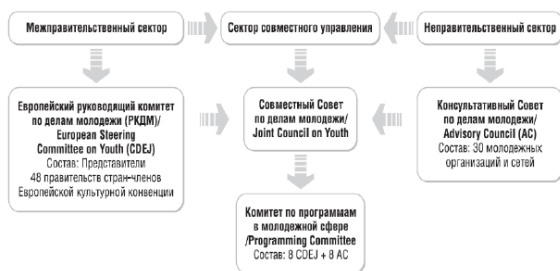 Межправительственный сектор
Сектор совместного управления
Неправительственный сектор
Европейский руководящий комитет
по делам молодежи (РКДМ)/
European Steering
Committee on Youth (CDEJ)
Состав: Представители
48 правительств стран-членов
Европейской культурной конвенции
Совместный Совет
по делам молодежи/
Joint Council on Youth
Консультативный Совет
по делам молодежи/
Advisory Council (AC)
Состав: 30 молодежных
организаций и сетей
Комитет по программам
в молодежной сфере
/Programming Committee
Состав: 8 CDEJ + 8 AC